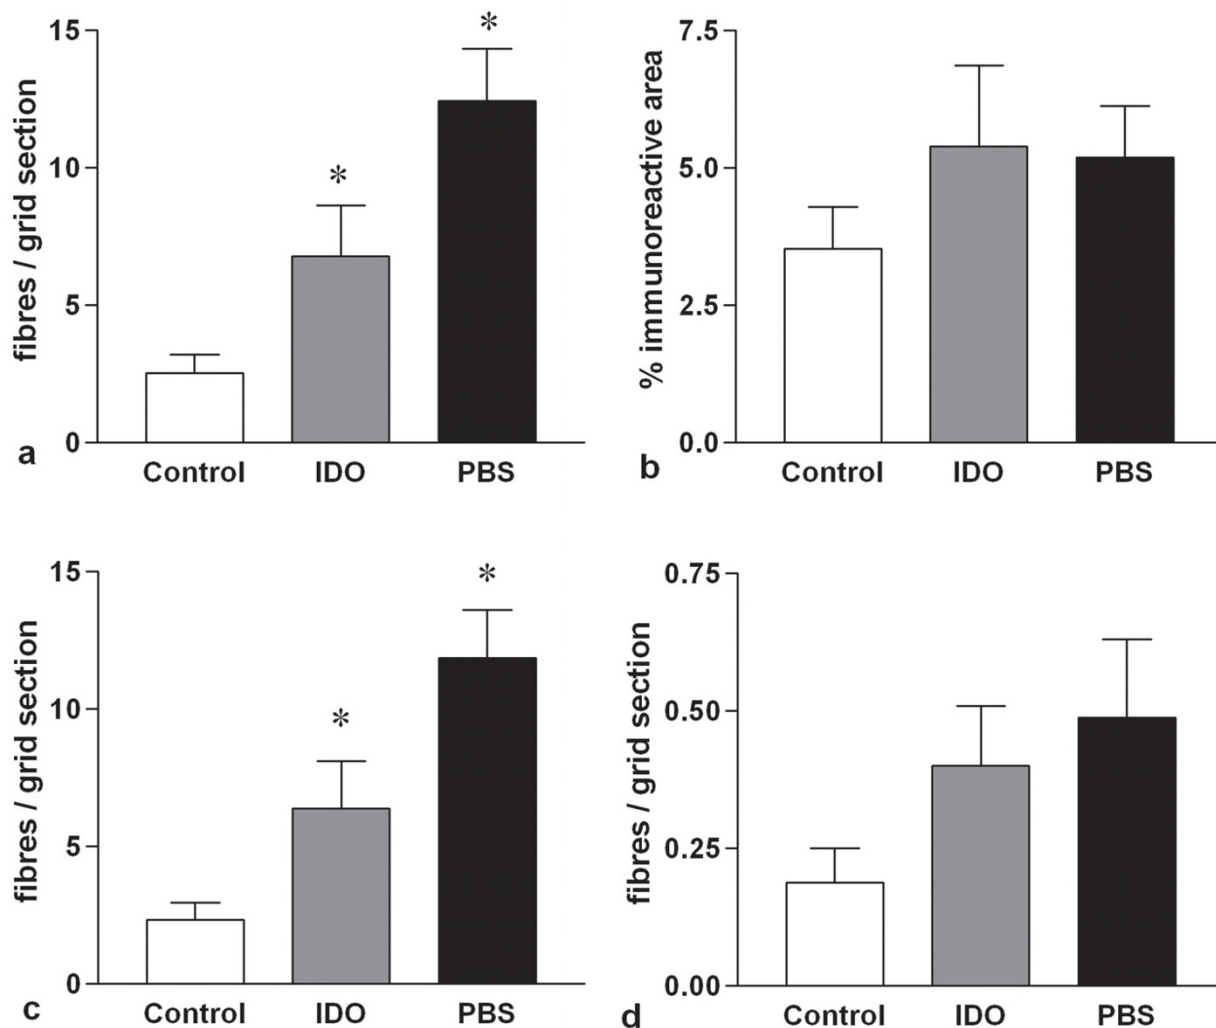 fibres / grid section
15
10
5
0
*
*
Control IDO PBS
a
% immunoreactive area
7.5
5.0
2.5
0.0
Control IDO PBS
b
fibres / grid section
15
10
5
0
*
*
Control IDO PBS
c
fibres / grid section
0.75
0.50
0.25
0.00
Control IDO PBS
d